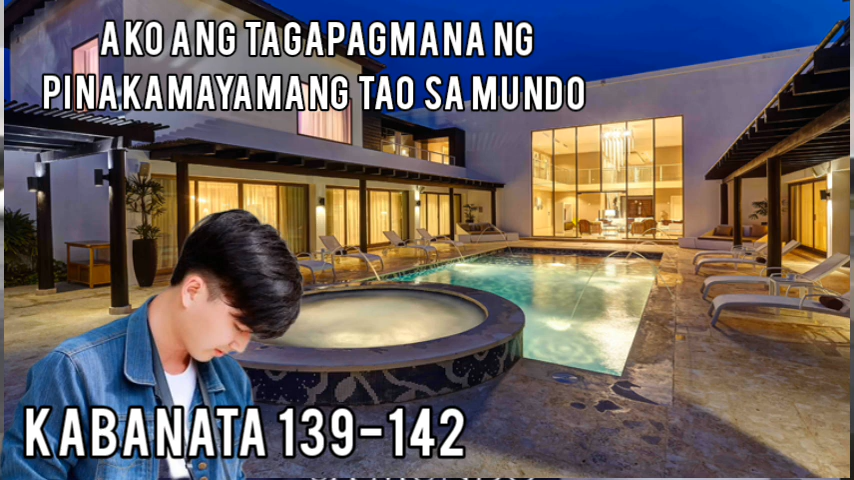 AKO ANG TAGAPAGMANA NG
PINAKAMAYAMANG TAO SA MUNDO
KABANATA 139-142